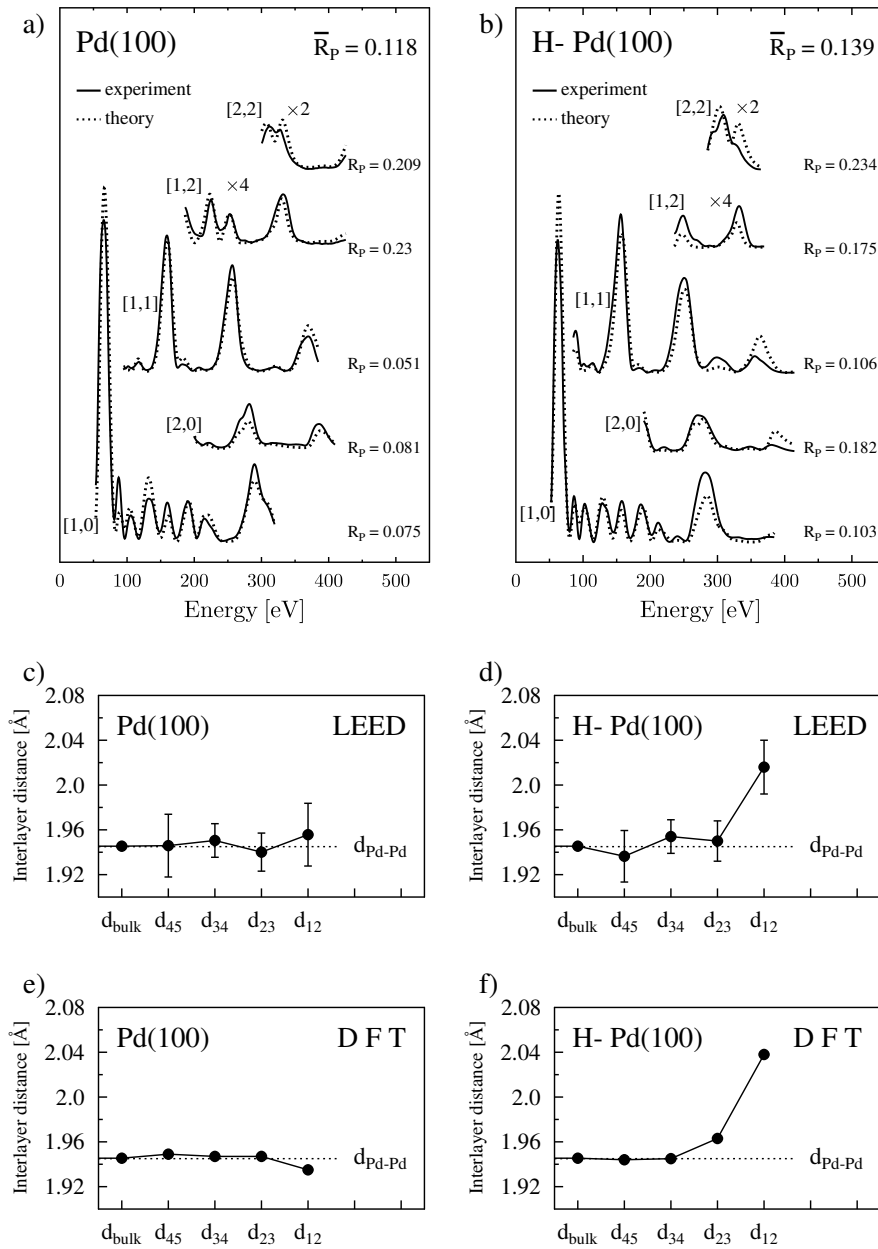 a)
Pd(100)
R̅P = 0.118
experiment
theory
[2,2]
×2
RP = 0.209
[1,2]
×4
RP = 0.23
[1,1]
RP = 0.051
[2,0]
RP = 0.081
[1,0]
RP = 0.075
0 100 200 300 400 500
Energy [eV]
b)
H- Pd(100)
R̅P = 0.139
experiment
theory
[2,2]
×2
RP = 0.234
[1,2]
×4
RP = 0.175
[1,1]
RP = 0.106
[2,0]
RP = 0.182
[1,0]
RP = 0.103
0 100 200 300 400 500
Energy [eV]
c)
Interlayer distance [Å]
2.08
2.04
2.0
1.96
1.92
Pd(100) LEED
dPd-Pd
dbulk d45 d34 d23 d12
d)
Interlayer distance [Å]
2.08
2.04
2.0
1.96
1.92
H- Pd(100) LEED
dPd-Pd
dbulk d45 d34 d23 d12
e)
Interlayer distance [Å]
2.08
2.04
2.0
1.96
1.92
Pd(100) D F T
dPd-Pd
dbulk d45 d34 d23 d12
f)
Interlayer distance [Å]
2.08
2.04
2.0
1.96
1.92
H- Pd(100) D F T
dPd-Pd
dbulk d45 d34 d23 d12